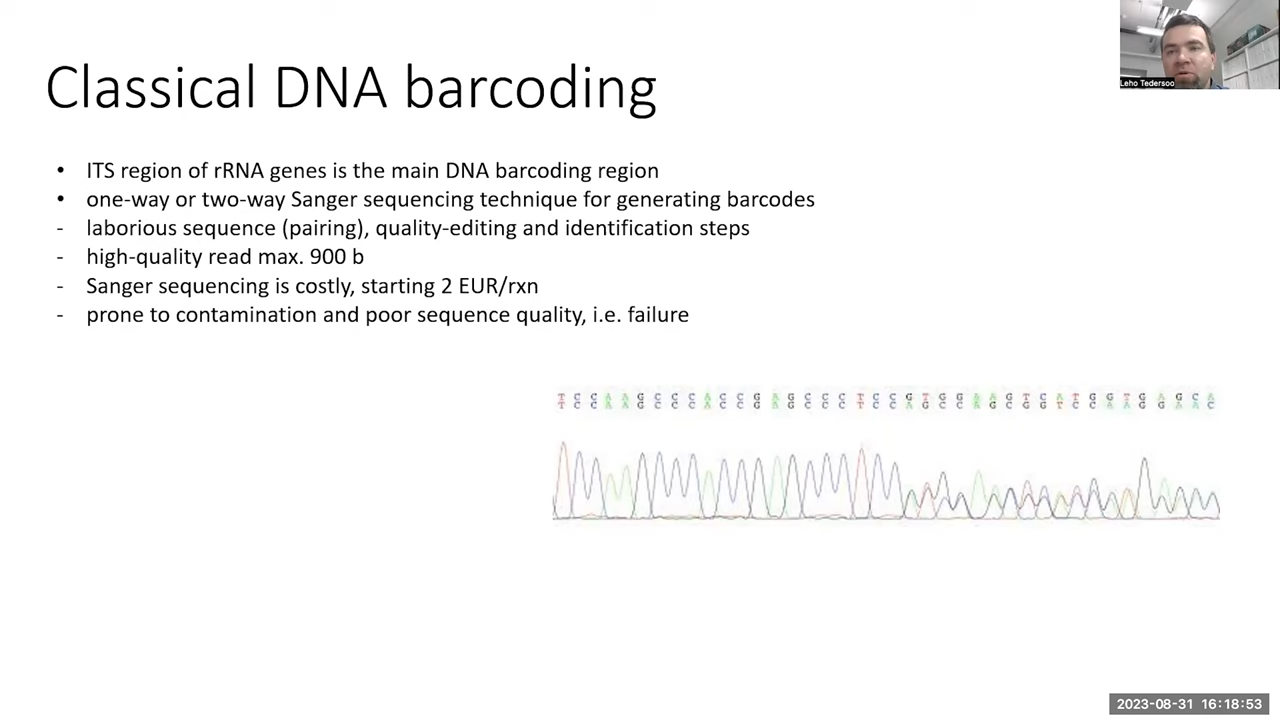 Classical DNA barcoding
Leho Tedersoo
• ITS region of rRNA genes is the main DNA barcoding region
• one-way or two-way Sanger sequencing technique for generating barcodes
- laborious sequence (pairing), quality-editing and identification steps
- high-quality read max. 900 b
- Sanger sequencing is costly, starting 2 EUR/rxn
- prone to contamination and poor sequence quality, i.e. failure
T C C A A G C C C A C C G A G C C C T C C G T G G A A G T C A T G G T G A G C A
T C C A A G C C C A C C G A G C C C T C C A G C C A G C G G T C C A A G G A A C
2023-08-31 16:18:53